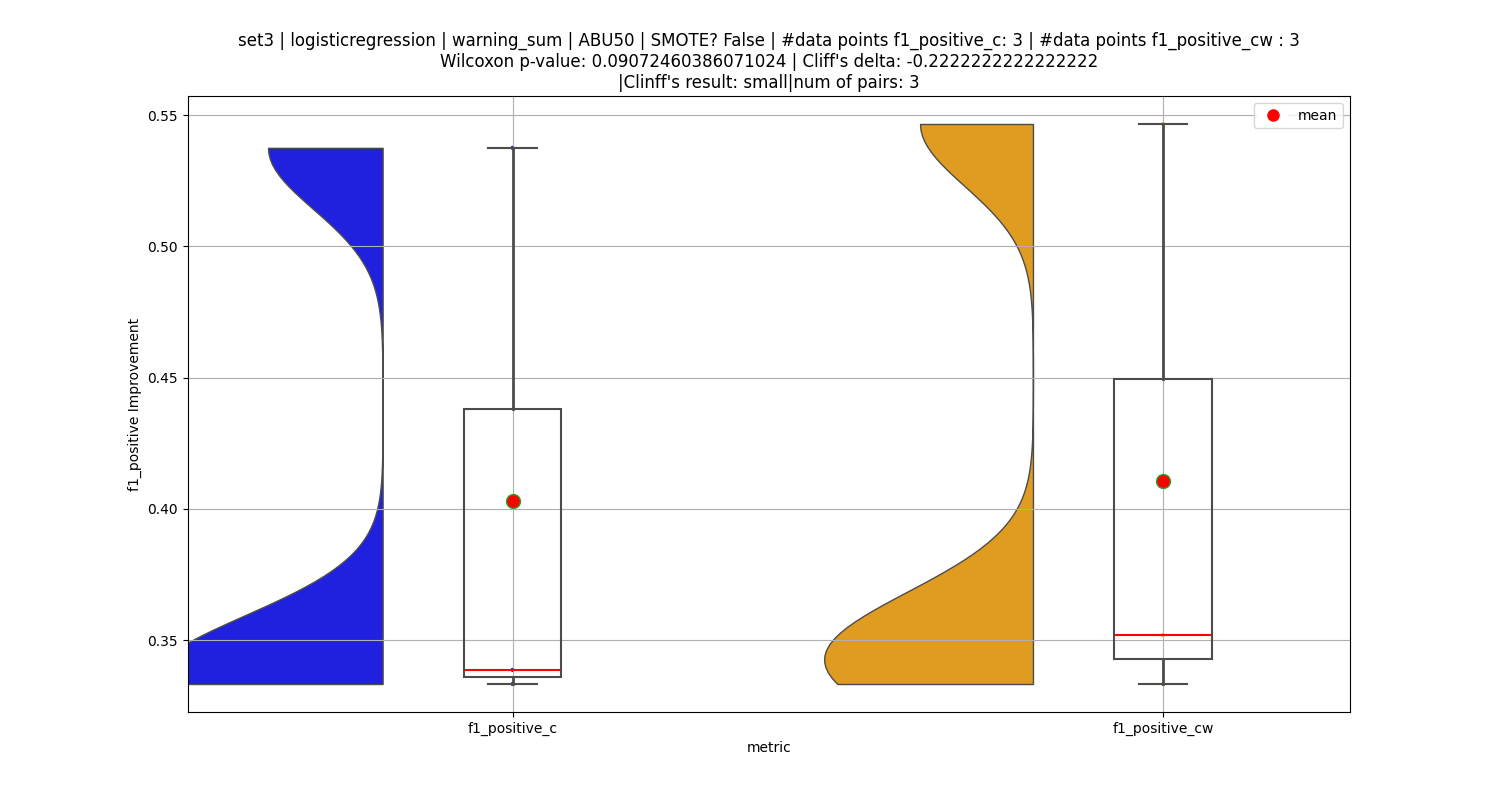 set3 | logisticregression | warning_sum | ABU50 | SMOTE? False | #data points f1_positive_c: 3 | #data points f1_positive_cw : 3
Wilcoxon p-value: 0.09072460386071024 | Cliff's delta: -0.2222222222222222
|Clinff's result: small|num of pairs: 3
mean
0.55
0.50
0.45
0.40
0.35
f1_positive Improvement
f1_positive_c
f1_positive_cw
metric